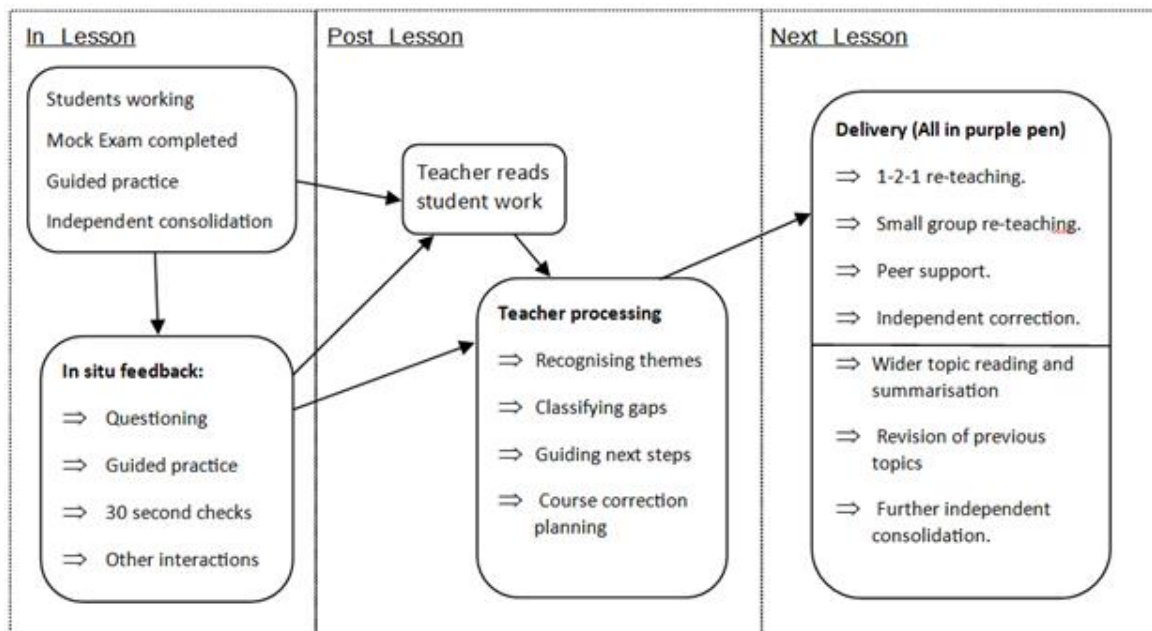 In Lesson
Students working
Mock Exam completed
Guided practice
Independent consolidation
In situ feedback:
⇒ Questioning
⇒ Guided practice
⇒ 30 second checks
⇒ Other interactions
Post Lesson
Teacher reads
student work
Teacher processing
⇒ Recognising themes
⇒ Classifying gaps
⇒ Guiding next steps
⇒ Course correction
planning
Next Lesson
Delivery (All in purple pen)
⇒ 1-2-1 re-teaching.
⇒ Small group re-teaching.
⇒ Peer support.
⇒ Independent correction.
⇒ Wider topic reading and
summarisation
⇒ Revision of previous
topics
⇒ Further independent
consolidation.